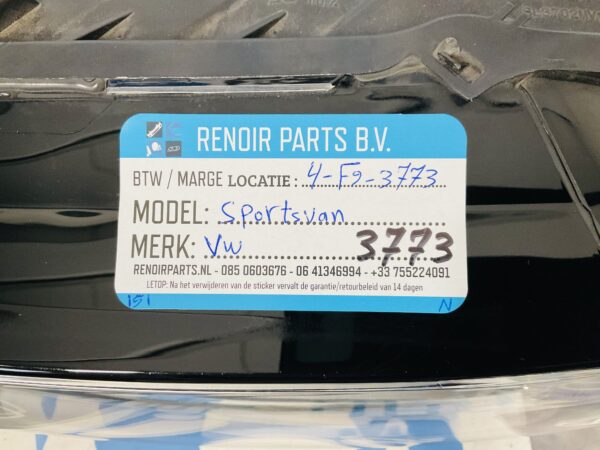 RENOIR PARTS B.V.
BTW / MARGE LOCATIE: 4-F9-3773
MODEL: Sportsvan
MERK: VW 3773
RENOIRPARTS.NL - 085 0603676 - 06 41346994 - +33 755224091
LETOP: Na het verwijderen van de sticker vervalt de garantie/retourbeleid van 14 dagen
151 N